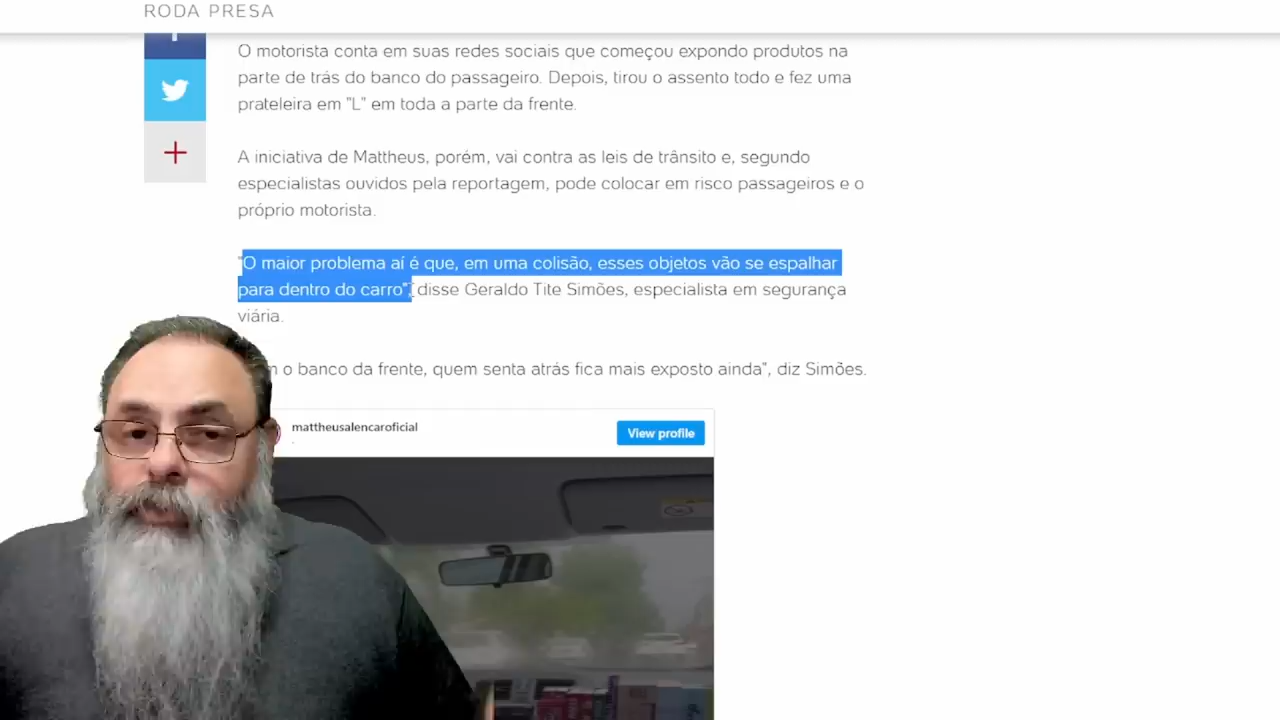 RODA PRESA
O motorista conta em suas redes sociais que começou expondo produtos na
parte de trás do banco do passageiro. Depois, tirou o assento todo e fez uma
prateleira em "L" em toda a parte da frente.
A iniciativa de Mattheus, porém, vai contra as leis de trânsito e, segundo
especialistas ouvidos pela reportagem, pode colocar em risco passageiros e o
próprio motorista.
"O maior problema aí é que, em uma colisão, esses objetos vão se espalhar
para dentro do carro", disse Geraldo Tite Simões, especialista em segurança
viária.
o banco da frente, quem senta atrás fica mais exposto ainda", diz Simões.
mattheusalencaroficial
View profile